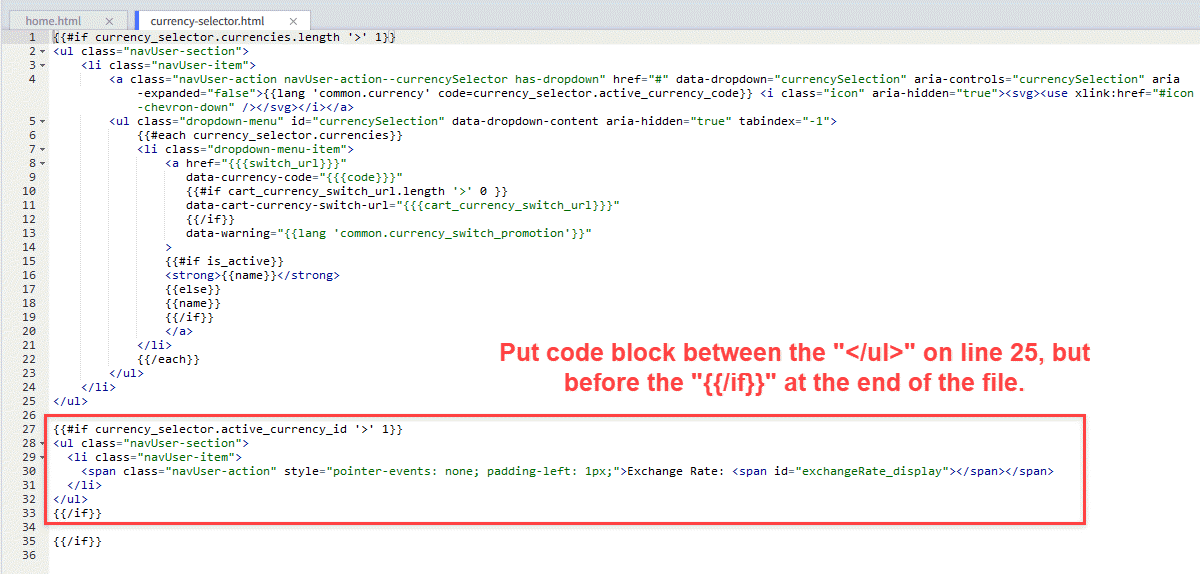 home.html × currency-selector.html ×
1 {{#if currency_selector.currencies.length '>' 1}}
2 <ul class="navUser-section">
3 <li class="navUser-item">
4 <a class="navUser-action navUser-action--currencySelector has-dropdown" href="#" data-dropdown="currencySelection" aria-controls="currencySelection" aria
-expanded="false">{{lang 'common.currency' code=currency_selector.active_currency_code}} <i class="icon" aria-hidden="true"><svg><use xlink:href="#icon
-chevron-down" /></svg></i></a>
5 <ul class="dropdown-menu" id="currencySelection" data-dropdown-content aria-hidden="true" tabindex="-1">
6 {{#each currency_selector.currencies}}
7 <li class="dropdown-menu-item">
8 <a href="{{{switch_url}}}"
9 data-currency-code="{{{code}}}"
10 {{#if cart_currency_switch_url.length '>' 0 }}
11 data-cart-currency-switch-url="{{{cart_currency_switch_url}}}"
12 {{/if}}
13 data-warning="{{lang 'common.currency_switch_promotion'}}"
14 >
15 {{#if is_active}}
16 <strong>{{name}}</strong>
17 {{else}}
18 {{name}}
19 {{/if}}
20 </a>
21 </li>
22 {{/each}}
23 </ul>
24 </li>
25 </ul>
Put code block between the "</ul>" on line 25, but
before the "{{/if}}" at the end of the file.
26
27 {{#if currency_selector.active_currency_id '>' 1}}
28 <ul class="navUser-section">
29 <li class="navUser-item">
30 <span class="navUser-action" style="pointer-events: none; padding-left: 1px;">Exchange Rate: <span id="exchangeRate_display"></span></span>
31 </li>
32 </ul>
33 {{/if}}
34
35 {{/if}}
36